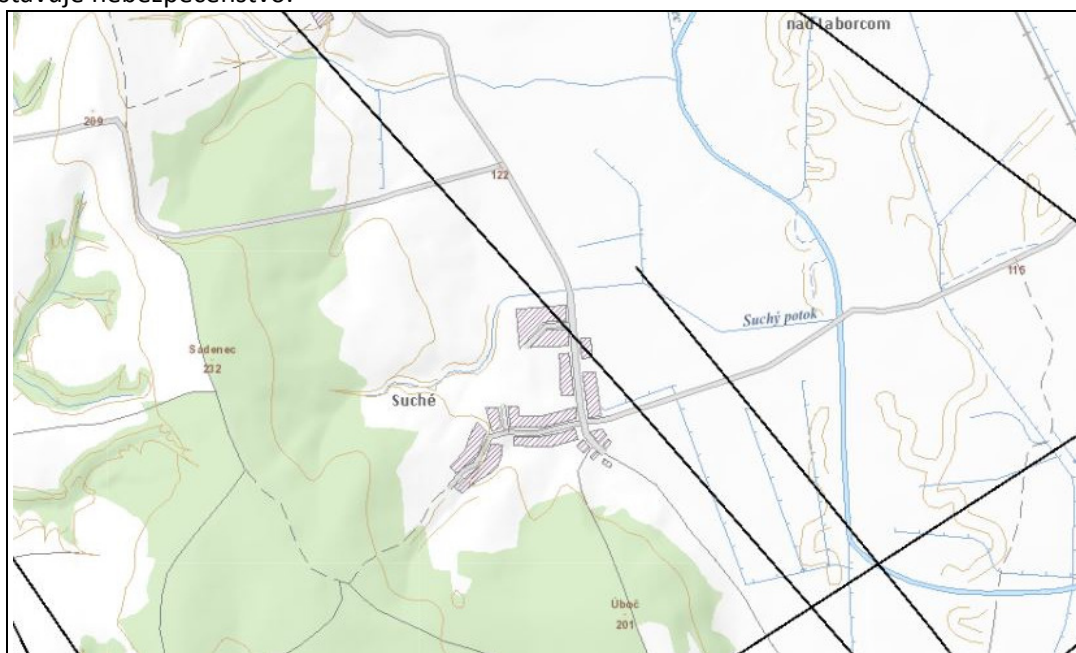 nad Laborcom
209
122
116
Suchý potok
Sádenec
232
Suché
Úboč
201